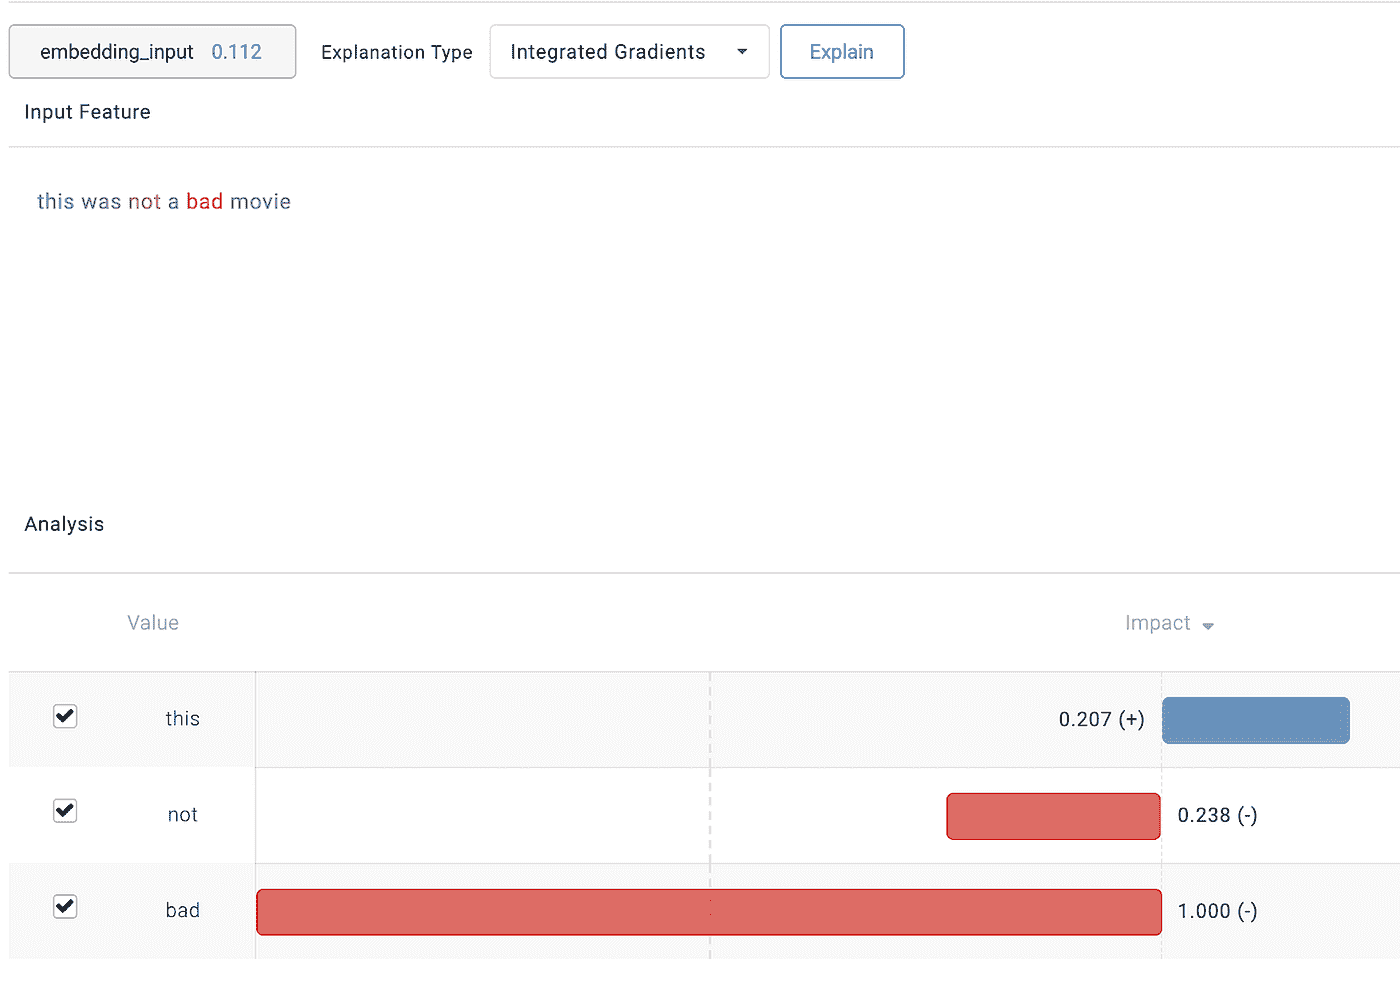 embedding_input 0.112 Explanation Type Integrated Gradients Explain
Input Feature
this was not a bad movie
Analysis
Value Impact
this 0.207 (+)
not 0.238 (-)
bad 1.000 (-)